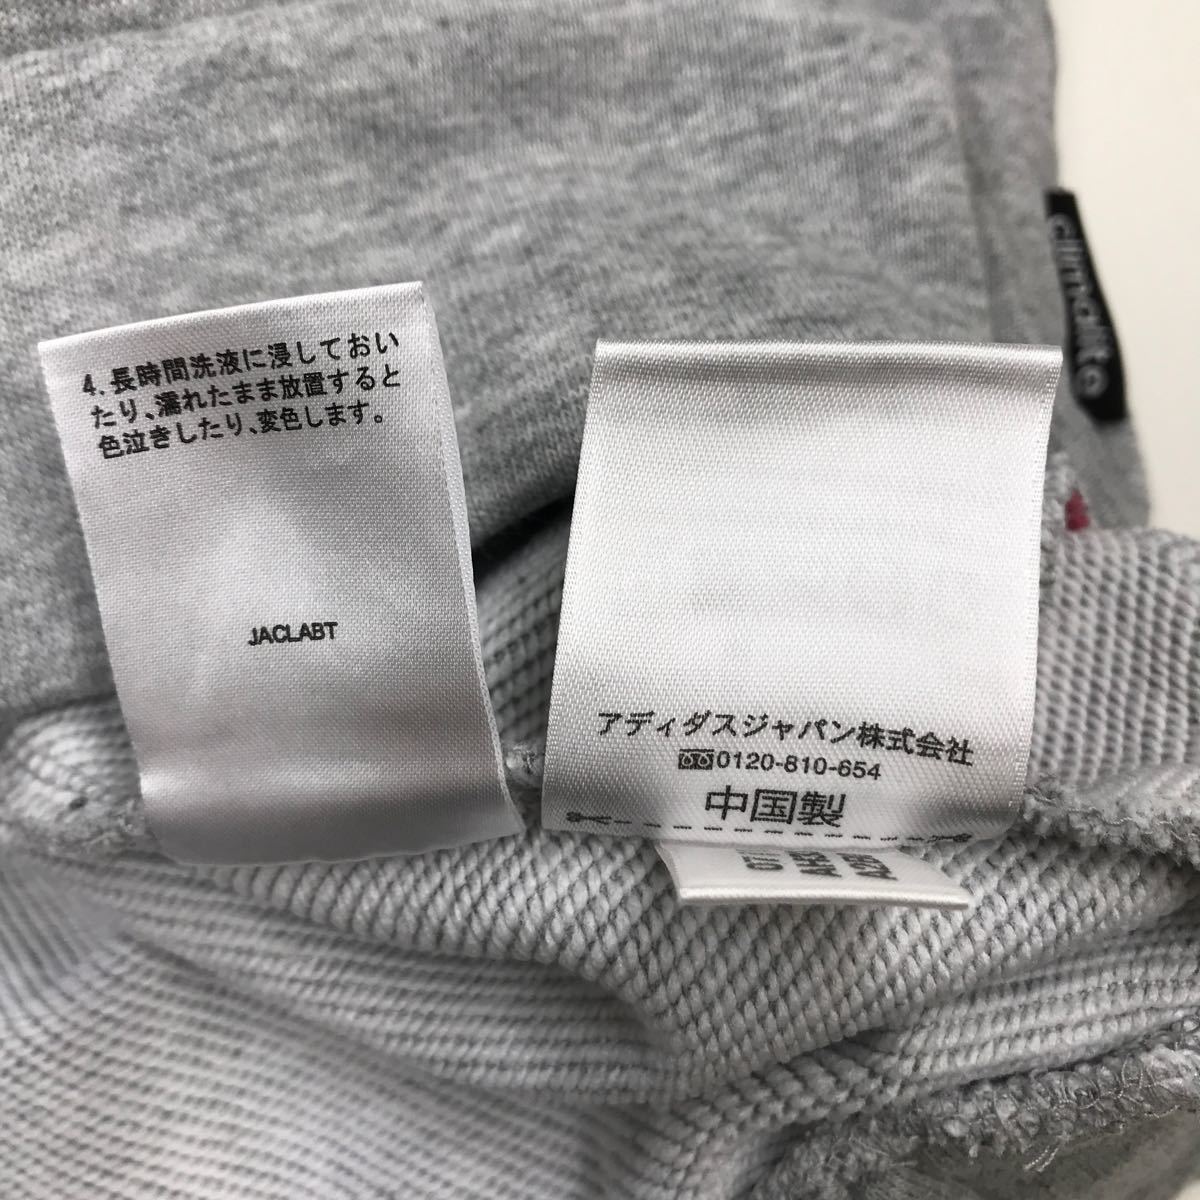 4. 長時間洗液に浸しておい
たり、濡れたまま放置すると
色泣きしたり、変色します。
JACLABT
climalite
アディダスジャパン株式会社
0120-810-654
中国製